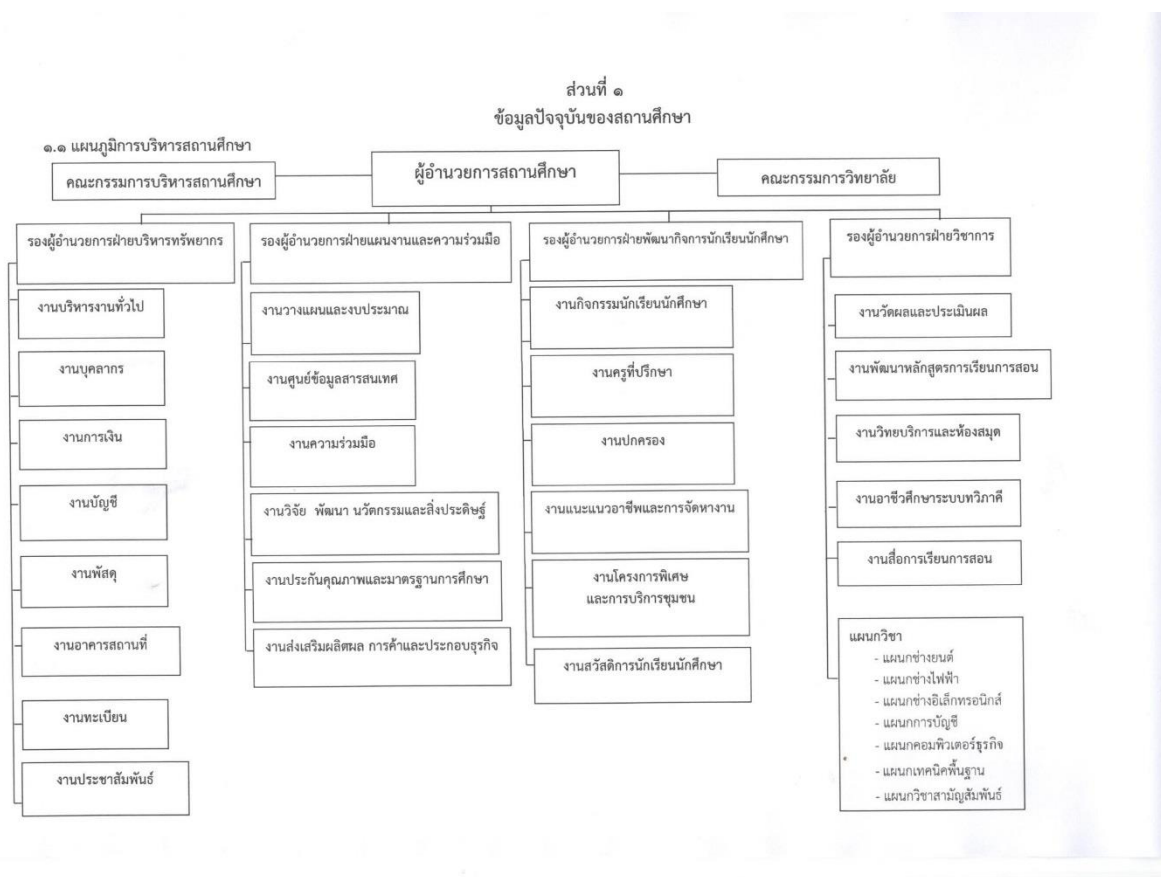 ส่วนที่ ๑
ข้อมูลปัจจุบันของสถานศึกษา
๑.๑ แผนภูมิการบริหารสถานศึกษา
คณะกรรมการบริหารสถานศึกษา
ผู้อำนวยการสถานศึกษา
คณะกรรมการวิทยาลัย
รองผู้อำนวยการฝ่ายบริหารทรัพยากร
งานบริหารงานทั่วไป
งานบุคลากร
งานการเงิน
งานบัญชี
งานพัสดุ
งานอาคารสถานที่
งานทะเบียน
งานประชาสัมพันธ์
รองผู้อำนวยการฝ่ายแผนงานและความร่วมมือ
งานวางแผนและงบประมาณ
งานศูนย์ข้อมูลสารสนเทศ
งานความร่วมมือ
งานวิจัย พัฒนา นวัตกรรมและสิ่งประดิษฐ์
งานประกันคุณภาพและมาตรฐานการศึกษา
งานส่งเสริมผลิตผล การค้าและประกอบธุรกิจ
รองผู้อำนวยการฝ่ายพัฒนากิจการนักเรียนนักศึกษา
งานกิจกรรมนักเรียนนักศึกษา
งานครูที่ปรึกษา
งานปกครอง
งานแนะแนวอาชีพและการจัดหางาน
งานโครงการพิเศษ
และการบริการชุมชน
งานสวัสดิการนักเรียนนักศึกษา
รองผู้อำนวยการฝ่ายวิชาการ
งานวัดผลและประเมินผล
งานพัฒนาหลักสูตรการเรียนการสอน
งานวิทยบริการและห้องสมุด
งานอาชีวศึกษาระบบทวิภาคี
งานสื่อการเรียนการสอน
แผนกวิชา
- แผนกช่างยนต์
- แผนกช่างไฟฟ้า
- แผนกช่างอิเล็กทรอนิกส์
- แผนกการบัญชี
- แผนกคอมพิวเตอร์ธุรกิจ
- แผนกเทคนิคพื้นฐาน
- แผนกวิชาสามัญสัมพันธ์